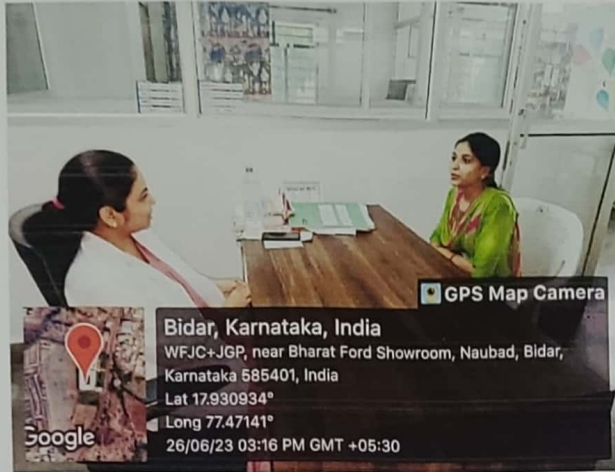 GPS Map Camera
Bidar, Karnataka, India
WFJC+JGP, near Bharat Ford Showroom, Naubad, Bidar,
Karnataka 585401, India
Lat 17.930934°
Long 77.47141°
26/06/23 03:16 PM GMT +05:30
Google